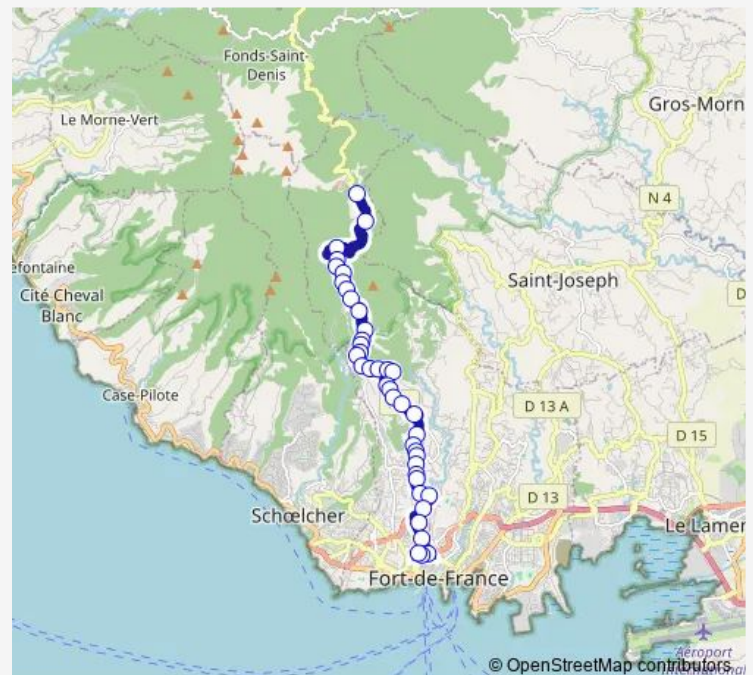 Fonds-Saint-
Denis
Le Morne-Vert
Gros-Morn
N 4
Saint-Joseph
efontaine
Cité Cheval
Blanc
D
Case-Pilote
D 13 A
D 15
D 13
Schœlcher
Le Lamen
Fort-de-France
Aéroport
International
© OpenStreetMap contributors